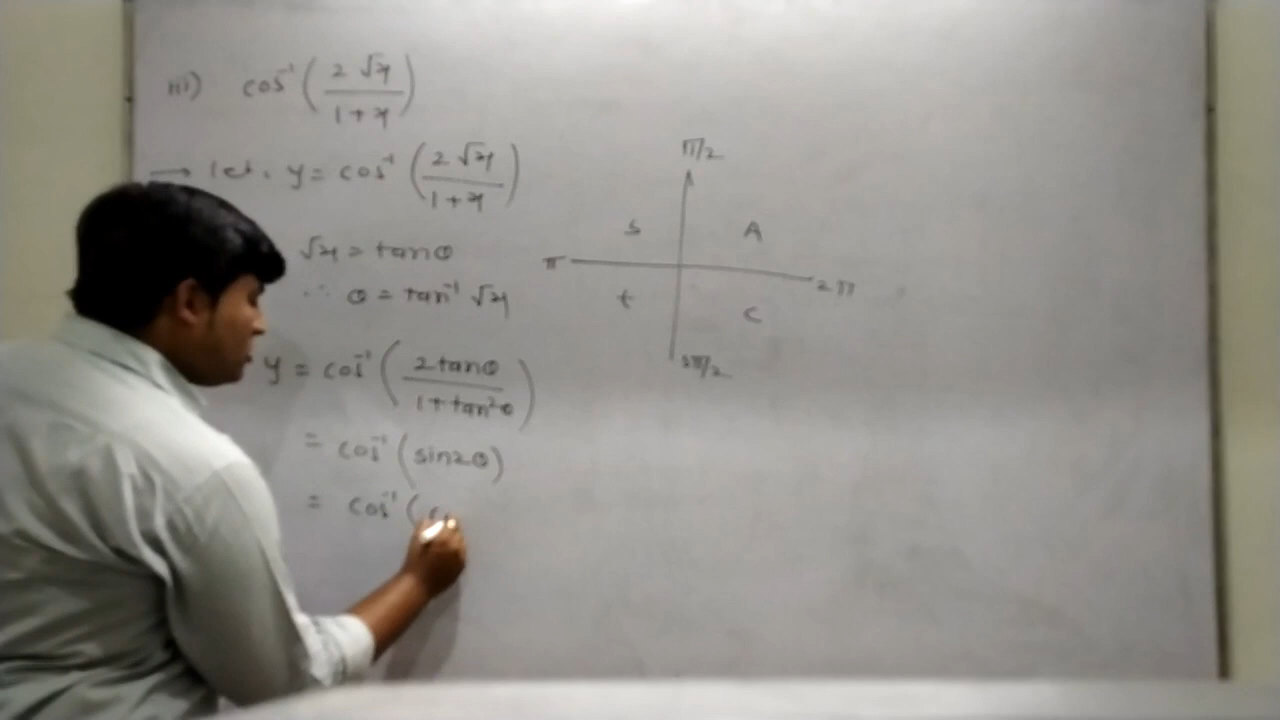 iii) cos⁻¹ (2√x / 1+x)
→ let, y = cos⁻¹ (2√x / 1+x)
√x = tanθ
∴ θ = tan⁻¹ √x
y = cos⁻¹ (2tanθ / 1+tan²θ)
= cos⁻¹ (sin2θ)
= cos⁻¹ (
π/2
S A
π 2π
t C
3π/2